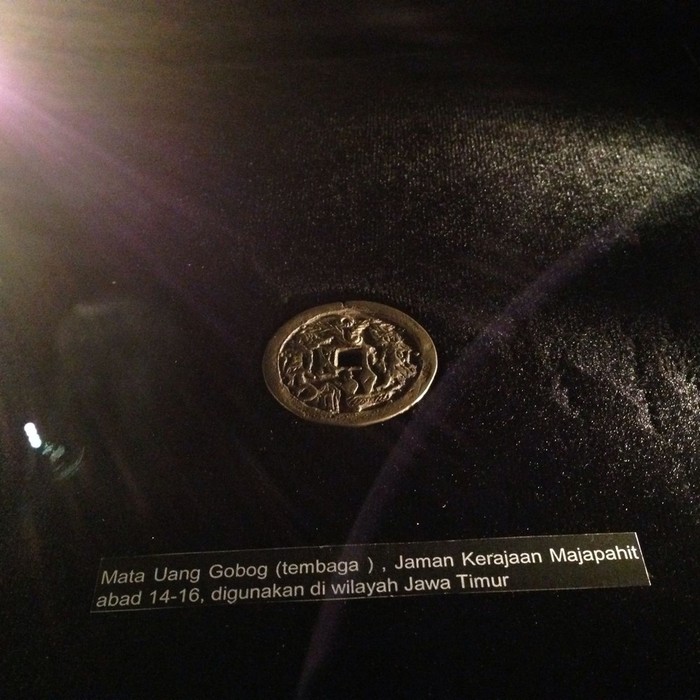 Mata Uang Gobog (tembaga ) , Jaman Kerajaan Majapahit
abad 14-16, digunakan di wilayah Jawa Timur